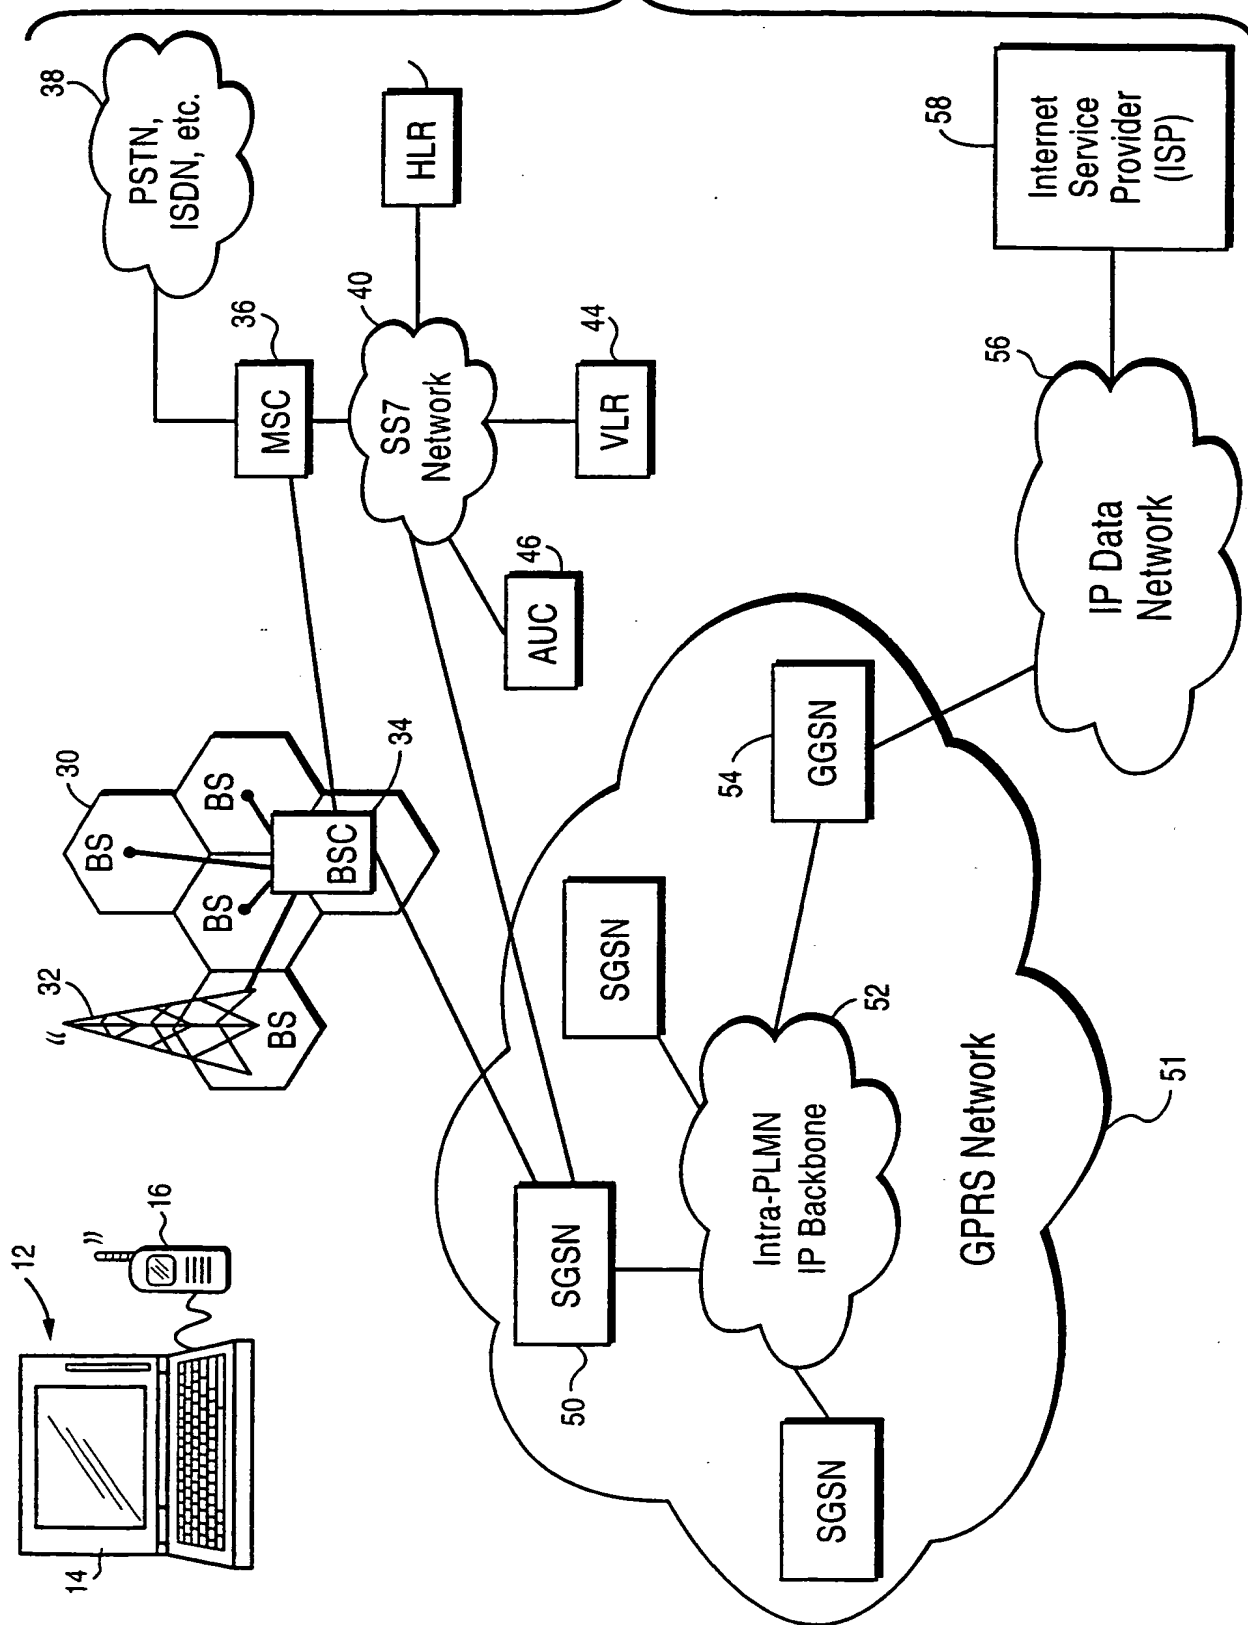 12
14
16
32
BS
BS
BS
BS
30
BSC
34
MSC
36
PSTN,
ISDN, etc.
38
SS7
Network
40
HLR
VLR
44
AUC
46
SGSN
50
SGSN
SGSN
Intra-PLMN
IP Backbone
52
GGSN
54
GPRS Network
51
IP Data
Network
56
Internet
Service
Provider
(ISP)
58